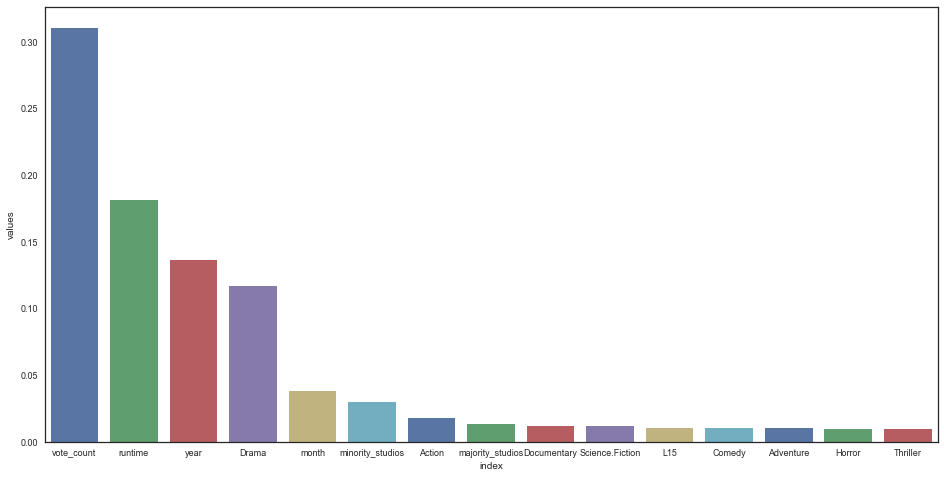 values
0.30
0.25
0.20
0.15
0.10
0.05
0.00
vote_count runtime year Drama month minority_studios Action majority_studios Documentary Science.Fiction L15 Comedy Adventure Horror Thriller
index